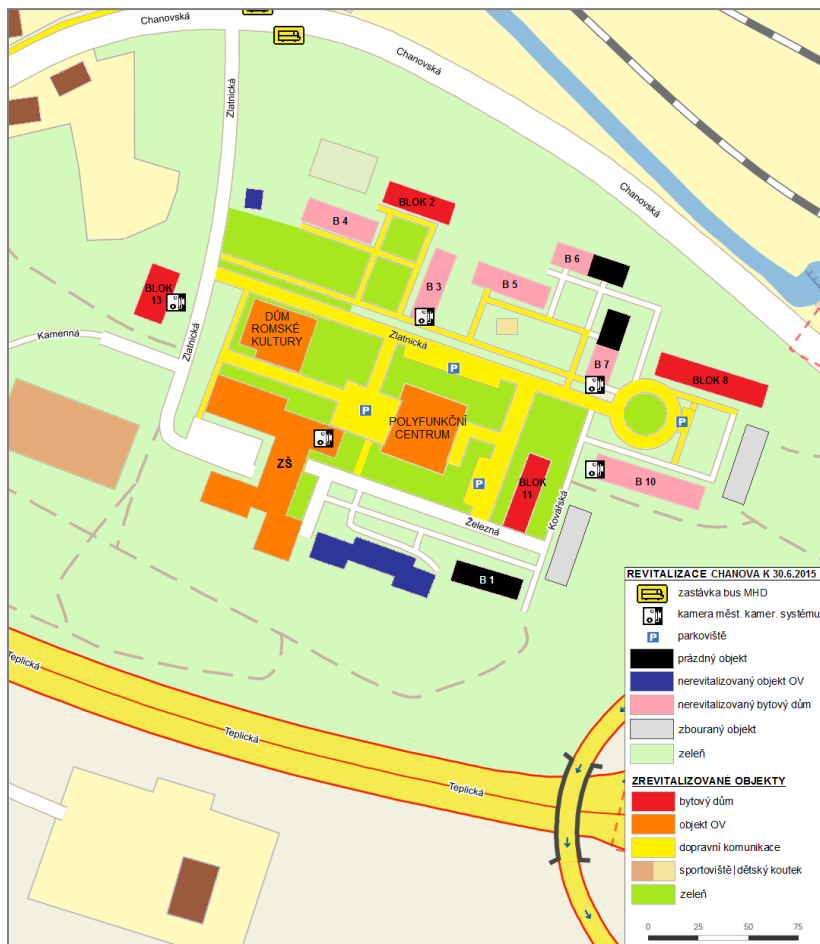 Chanovská
Chanovská
Zlatnická
Chanovská
BLOK 2
B 4
B 6
B 3
B 5
BLOK
13
DŮM
ROMSKÉ
KULTURY
Kamenná
Zlatnická
Zlatnická
P
B 7
BLOK 8
P
POLYFUNKČNÍ
CENTRUM
P
ZŠ
P
BLOK
11
B 10
Kovářská
Železná
B 1
Teplická
Teplická
Teplická
REVITALIZACE CHANOVA K 30.6.2015
zastávka bus MHD
kamera měst. kamer. systému
P parkoviště
prázdný objekt
nerevitalizovaný objekt OV
nerevitalizovaný bytový dům
zbouraný objekt
zeleň
ZREVITALIZOVANÉ OBJEKTY
bytový dům
objekt OV
dopravní komunikace
sportoviště|dětský koutek
zeleň
0 25 50 75